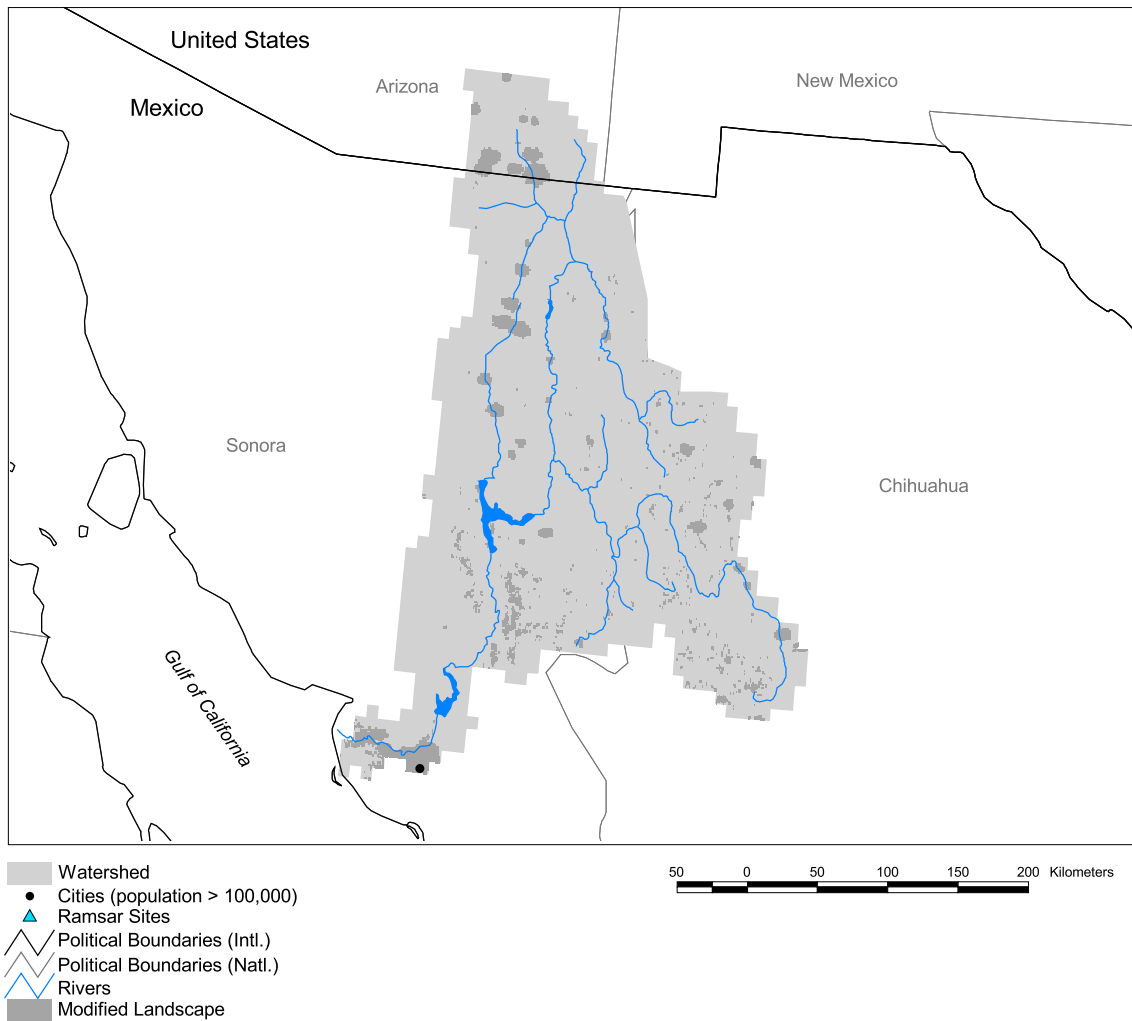 United States
Arizona
New Mexico
Mexico
Sonora
Chihuahua
Gulf of California
Watershed
Cities (population > 100,000)
Ramsar Sites
Political Boundaries (Intl.)
Political Boundaries (Natl.)
Rivers
Modified Landscape
50 0 50 100 150 200 Kilometers